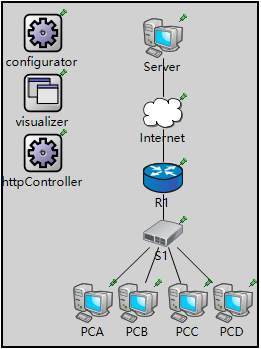 configurator
Server
visualizer
Internet
httpController
R1
S1
PCA
PCB
PCC
PCD